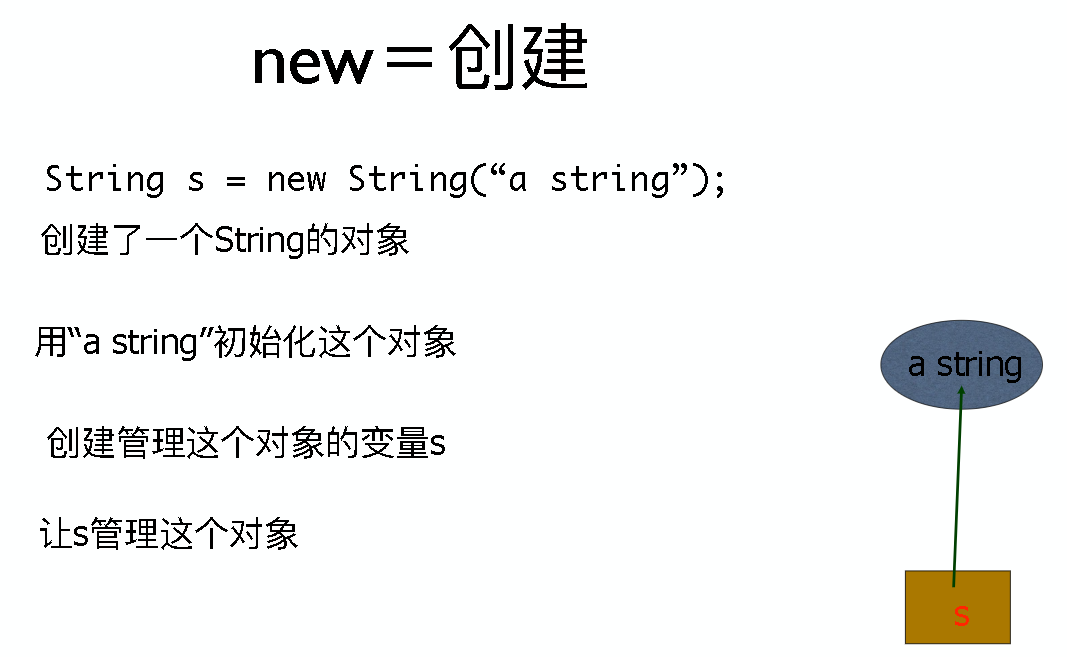 new＝创建
String s = new String(“a string”);
创建了一个String的对象
用“a string”初始化这个对象
创建管理这个对象的变量s
让s管理这个对象
a string
s